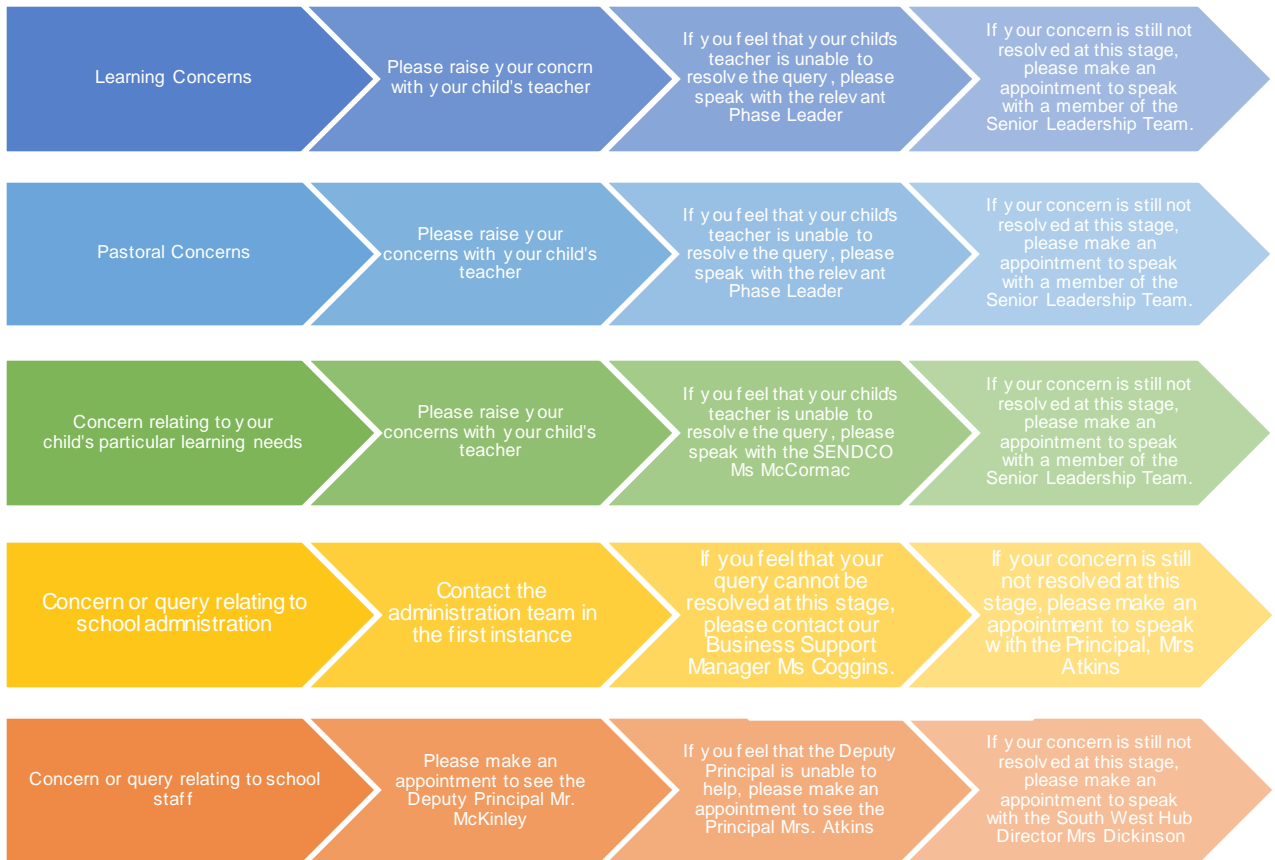 Learning Concerns
Please raise your concrn
with your child's teacher
If you feel that your child's
teacher is unable to
resolve the query, please
speak with the relevant
Phase Leader
If your concern is still not
resolved at this stage,
please make an
appointment to speak
with a member of the
Senior Leadership Team.
Pastoral Concerns
Please raise your
concerns with your child's
teacher
If you feel that your child's
teacher is unable to
resolve the query, please
speak with the relevant
Phase Leader
If your concern is still not
resolved at this stage,
please make an
appointment to speak
with a member of the
Senior Leadership Team.
Concern relating to your
child's particular learning needs
Please raise your
concerns with your child's
teacher
If you feel that your child's
teacher is unable to
resolve the query, please
speak with the SENDCO
Ms McCormac
If your concern is still not
resolved at this stage,
please make an
appointment to speak
with a member of the
Senior Leadership Team.
Concern or query relating to
school admnistration
Contact the
administration team in
the first instance
If you feel that your
query cannot be
resolved at this stage,
please contact our
Business Support
Manager Ms Coggins.
If your concern is still
not resolved at this
stage, please make an
appointment to speak
with the Principal, Mrs
Atkins
Concern or query relating to school
staff
Please make an
appointment to see the
Deputy Principal Mr.
McKinley
If you feel that the Deputy
Principal is unable to
help, please make an
appointment to see the
Principal Mrs. Atkins
If your concern is still not
resolved at this stage,
please make an
appointment to speak
with the South West Hub
Director Mrs Dickinson